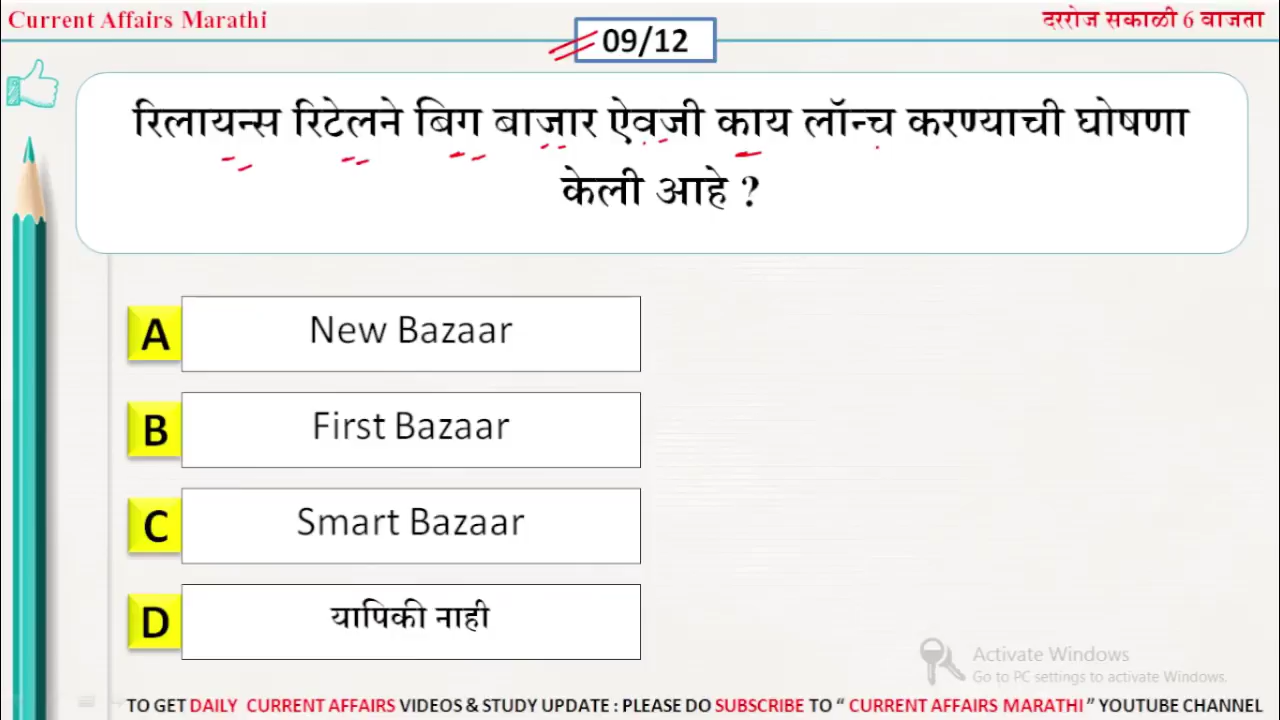 Current Affairs Marathi
दररोज सकाळी 6 वाजता
09/12
रिलायन्स रिटेलने बिग बाजार ऐवजी काय लॉन्च करण्याची घोषणा
केली आहे ?
A New Bazaar
B First Bazaar
C Smart Bazaar
D यापिकी नाही
Activate Windows
Go to PC settings to activate Windows.
TO GET DAILY CURRENT AFFAIRS VIDEOS & STUDY UPDATE : PLEASE DO SUBSCRIBE TO “ CURRENT AFFAIRS MARATHI ” YOUTUBE CHANNEL